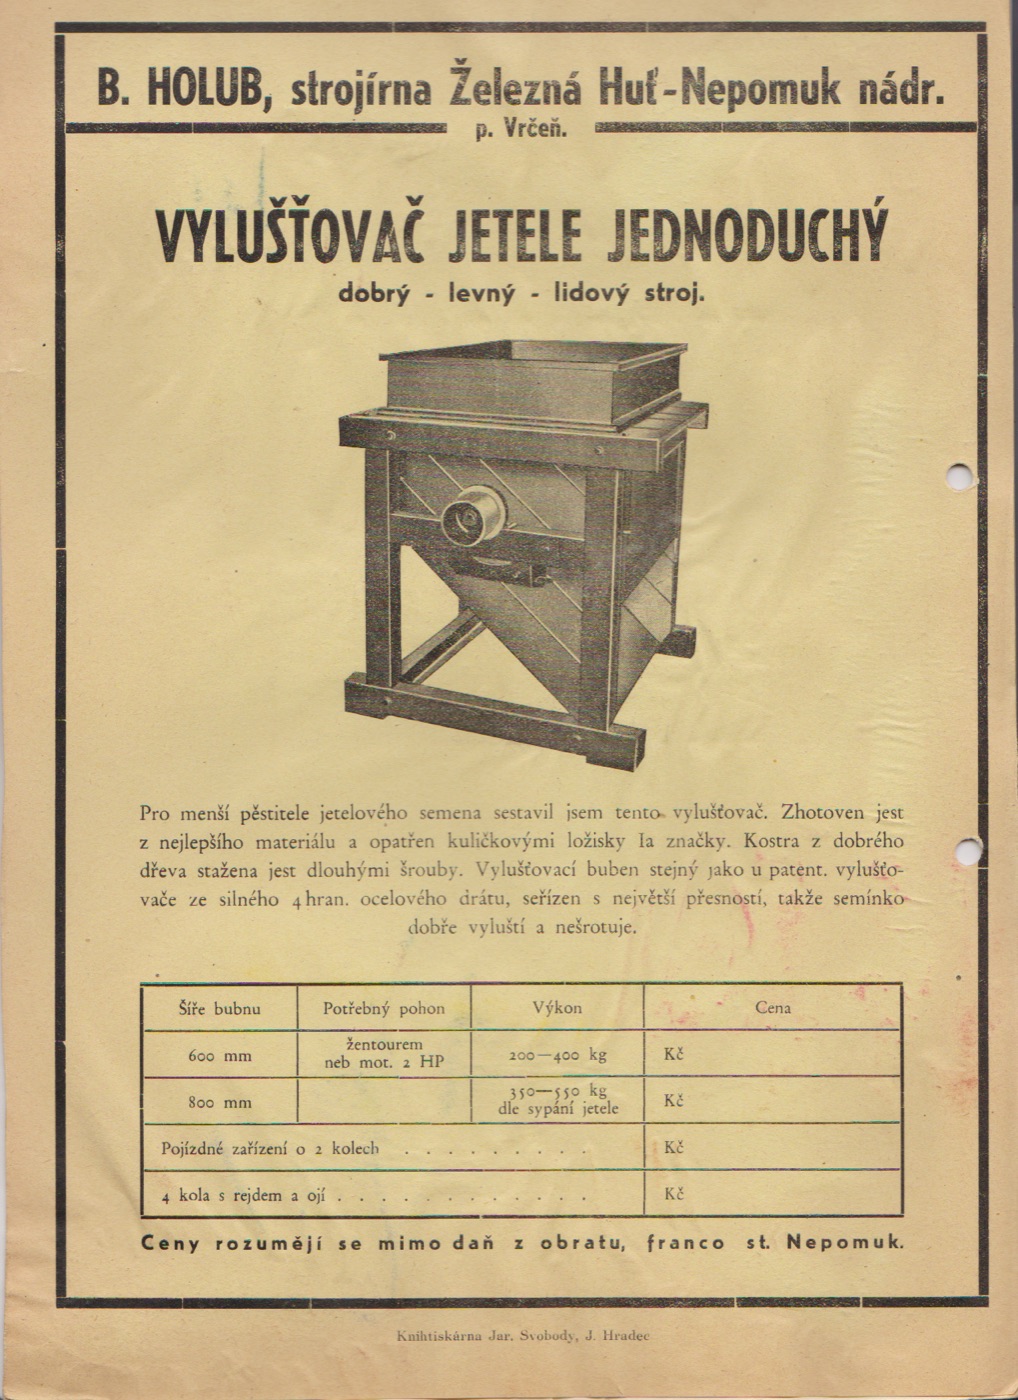 B. HOLUB, strojírna Železná Huť-Nepomuk nádr.
p. Vrčeň.
VYLUŠŤOVAČ JETELE JEDNODUCHÝ
dobrý - levný - lidový stroj.
Pro menší pěstitele jetelového semena sestavil jsem tento vylušťovač. Zhotoven jest
z nejlepšího materiálu a opatřen kuličkovými ložisky Ia značky. Kostra z dobrého
dřeva stažena jest dlouhými šrouby. Vylušťovací buben stejný jako u patent. vylušťo-
vače ze silného 4hran. ocelového drátu, seřízen s největší přesností, takže semínko
dobře vyluští a nešrotuje.
Šíře bubnu Potřebný pohon Výkon Cena
600 mm žentourem neb mot. 2 HP 200—400 kg Kč
800 mm 350—550 kg dle sypání jetele Kč
Pojízdné zařízení o 2 kolech . . . . . . . . . Kč
4 kola s rejdem a ojí . . . . . . . . . . . . Kč
Ceny rozumějí se mimo daň z obratu, franco st. Nepomuk.
Knihtiskárna Jar. Svobody, J. Hradec